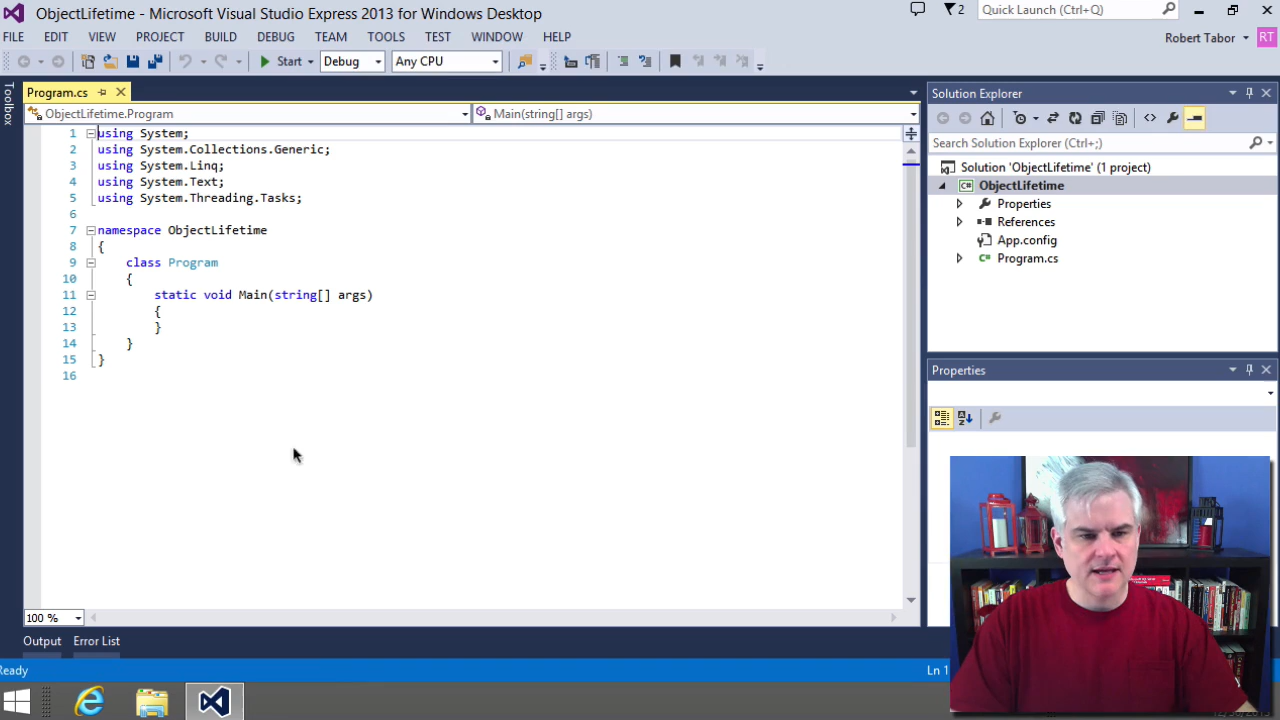 ObjectLifetime - Microsoft Visual Studio Express 2013 for Windows Desktop
2
Quick Launch (Ctrl+Q)
FILE EDIT VIEW PROJECT BUILD DEBUG TEAM TOOLS TEST WINDOW HELP
Robert Tabor
RT
Start
Debug
Any CPU
Toolbox
Program.cs
ObjectLifetime.Program
Main(string[] args)
1 using System;
2 using System.Collections.Generic;
3 using System.Linq;
4 using System.Text;
5 using System.Threading.Tasks;
6
7 namespace ObjectLifetime
8 {
9 class Program
10 {
11 static void Main(string[] args)
12 {
13 }
14 }
15 }
16
100 %
Solution Explorer
Search Solution Explorer (Ctrl+;)
Solution 'ObjectLifetime' (1 project)
C# ObjectLifetime
Properties
References
App.config
C# Program.cs
Properties
Output
Error List
Ready
Ln 1